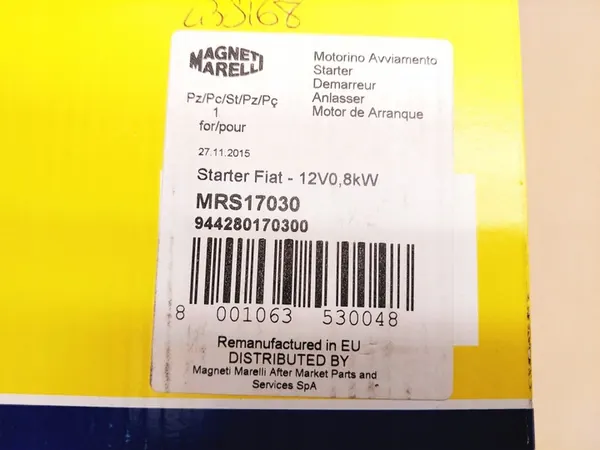 MAGNETI
MARELLI
Motorino Avviamento
Starter
Demarreur
Anlasser
Motor de Arranque
Pz/Pc/St/Pz/Pç
1
for/pour
27.11.2015
Starter Fiat - 12V0,8kW
MRS17030
944280170300
8 001063 530048
Remanufactured in EU
DISTRIBUTED BY
Magneti Marelli After Market Parts and
Services SpA